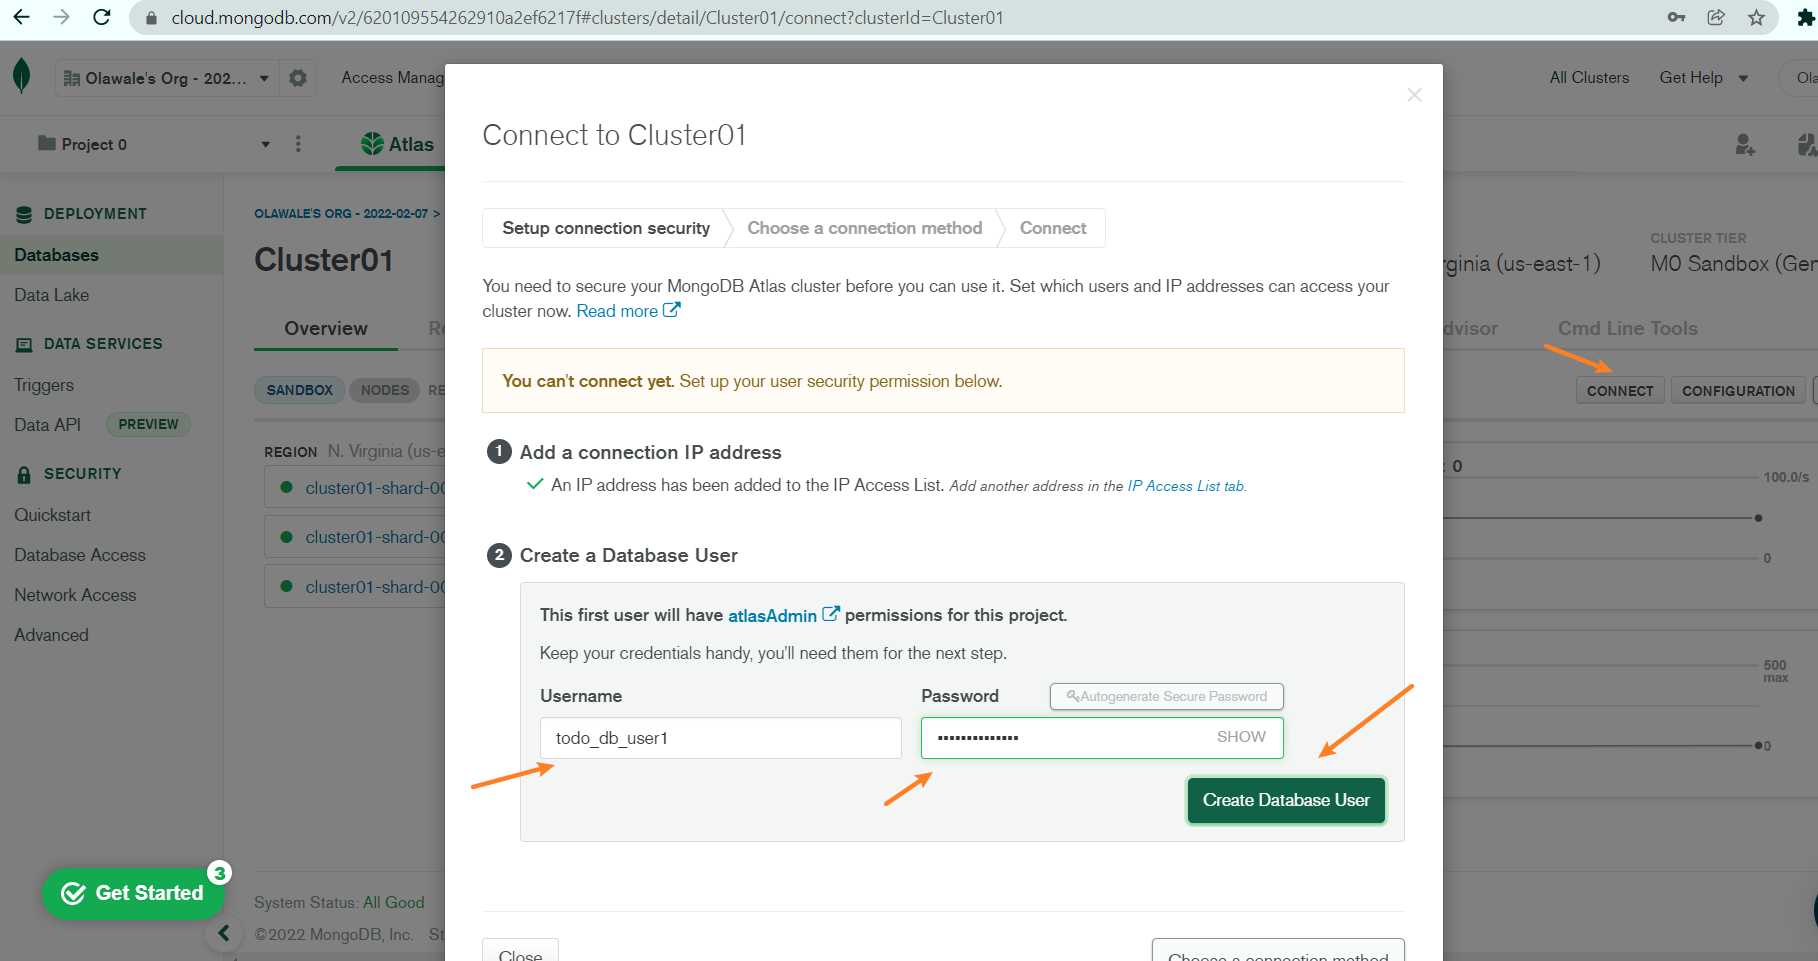 cloud.mongodb.com/v2/620109554262910a2ef6217f#clusters/detail/Cluster01/connect?clusterId=Cluster01
Olawale's Org - 202...
Access Manag
All Clusters
Get Help
Ola
Project 0
Atlas
DEPLOYMENT
Databases
Data Lake
DATA SERVICES
Triggers
Data API
PREVIEW
SECURITY
Quickstart
Database Access
Network Access
Advanced
Get Started
3
OLAWALE'S ORG - 2022-02-07 >
Cluster01
Overview
Re
SANDBOX
NODES
RE
REGION N. Virginia (us-e
cluster01-shard-00
cluster01-shard-00
cluster01-shard-00
System Status: All Good
©2022 MongoDB, Inc. St
Connect to Cluster01
Setup connection security
Choose a connection method
Connect
You need to secure your MongoDB Atlas cluster before you can use it. Set which users and IP addresses can access your
cluster now. Read more
You can't connect yet. Set up your user security permission below.
1 Add a connection IP address
An IP address has been added to the IP Access List. Add another address in the IP Access List tab.
2 Create a Database User
This first user will have atlasAdmin permissions for this project.
Keep your credentials handy, you'll need them for the next step.
Username
Password
Autogenerate Secure Password
todo_db_user1
••••••••••••••
SHOW
Create Database User
Close
Choose a connection method
rginia (us-east-1)
CLUSTER TIER
M0 Sandbox (Gen
dvisor
Cmd Line Tools
CONNECT
CONFIGURATION
: 0
100.0/s
0
500
max
0